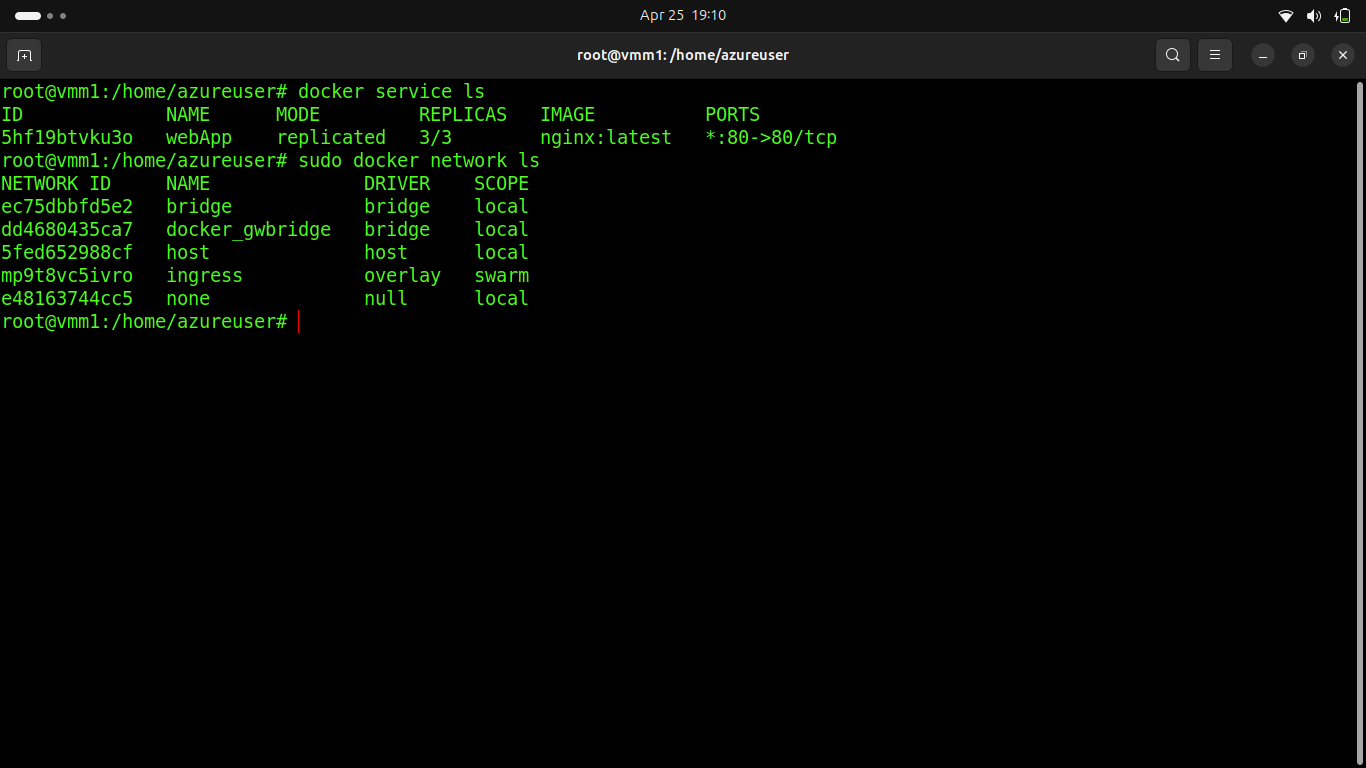 Apr 25 19:10
root@vmm1: /home/azureuser
root@vmm1:/home/azureuser# docker service ls
ID             NAME      MODE         REPLICAS   IMAGE          PORTS
5hf19btvku3o   webApp    replicated   3/3        nginx:latest   *:80->80/tcp
root@vmm1:/home/azureuser# sudo docker network ls
NETWORK ID     NAME              DRIVER    SCOPE
ec75dbbfd5e2   bridge            bridge    local
dd4680435ca7   docker_gwbridge   bridge    local
5fed652988cf   host              host      local
mp9t8vc5ivro   ingress           overlay   swarm
e48163744cc5   none              null      local
root@vmm1:/home/azureuser#